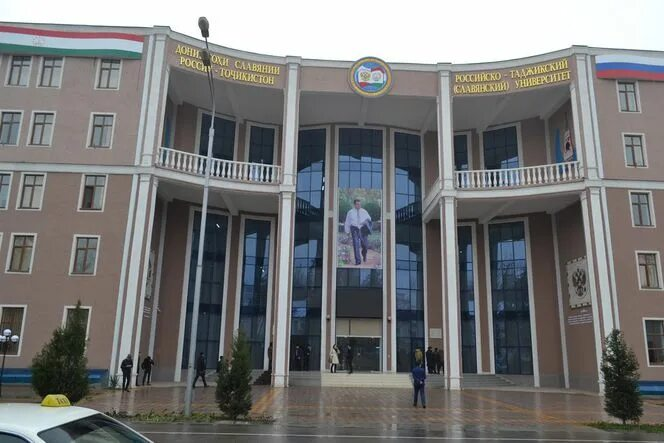 ДОНИШГОҲИ СЛАВЯНИИ
РОССИЯ-ТОҶИКИСТОН
РОССИЙСКО-ТАДЖИКСКИЙ
(СЛАВЯНСКИЙ) УНИВЕРСИТЕТ